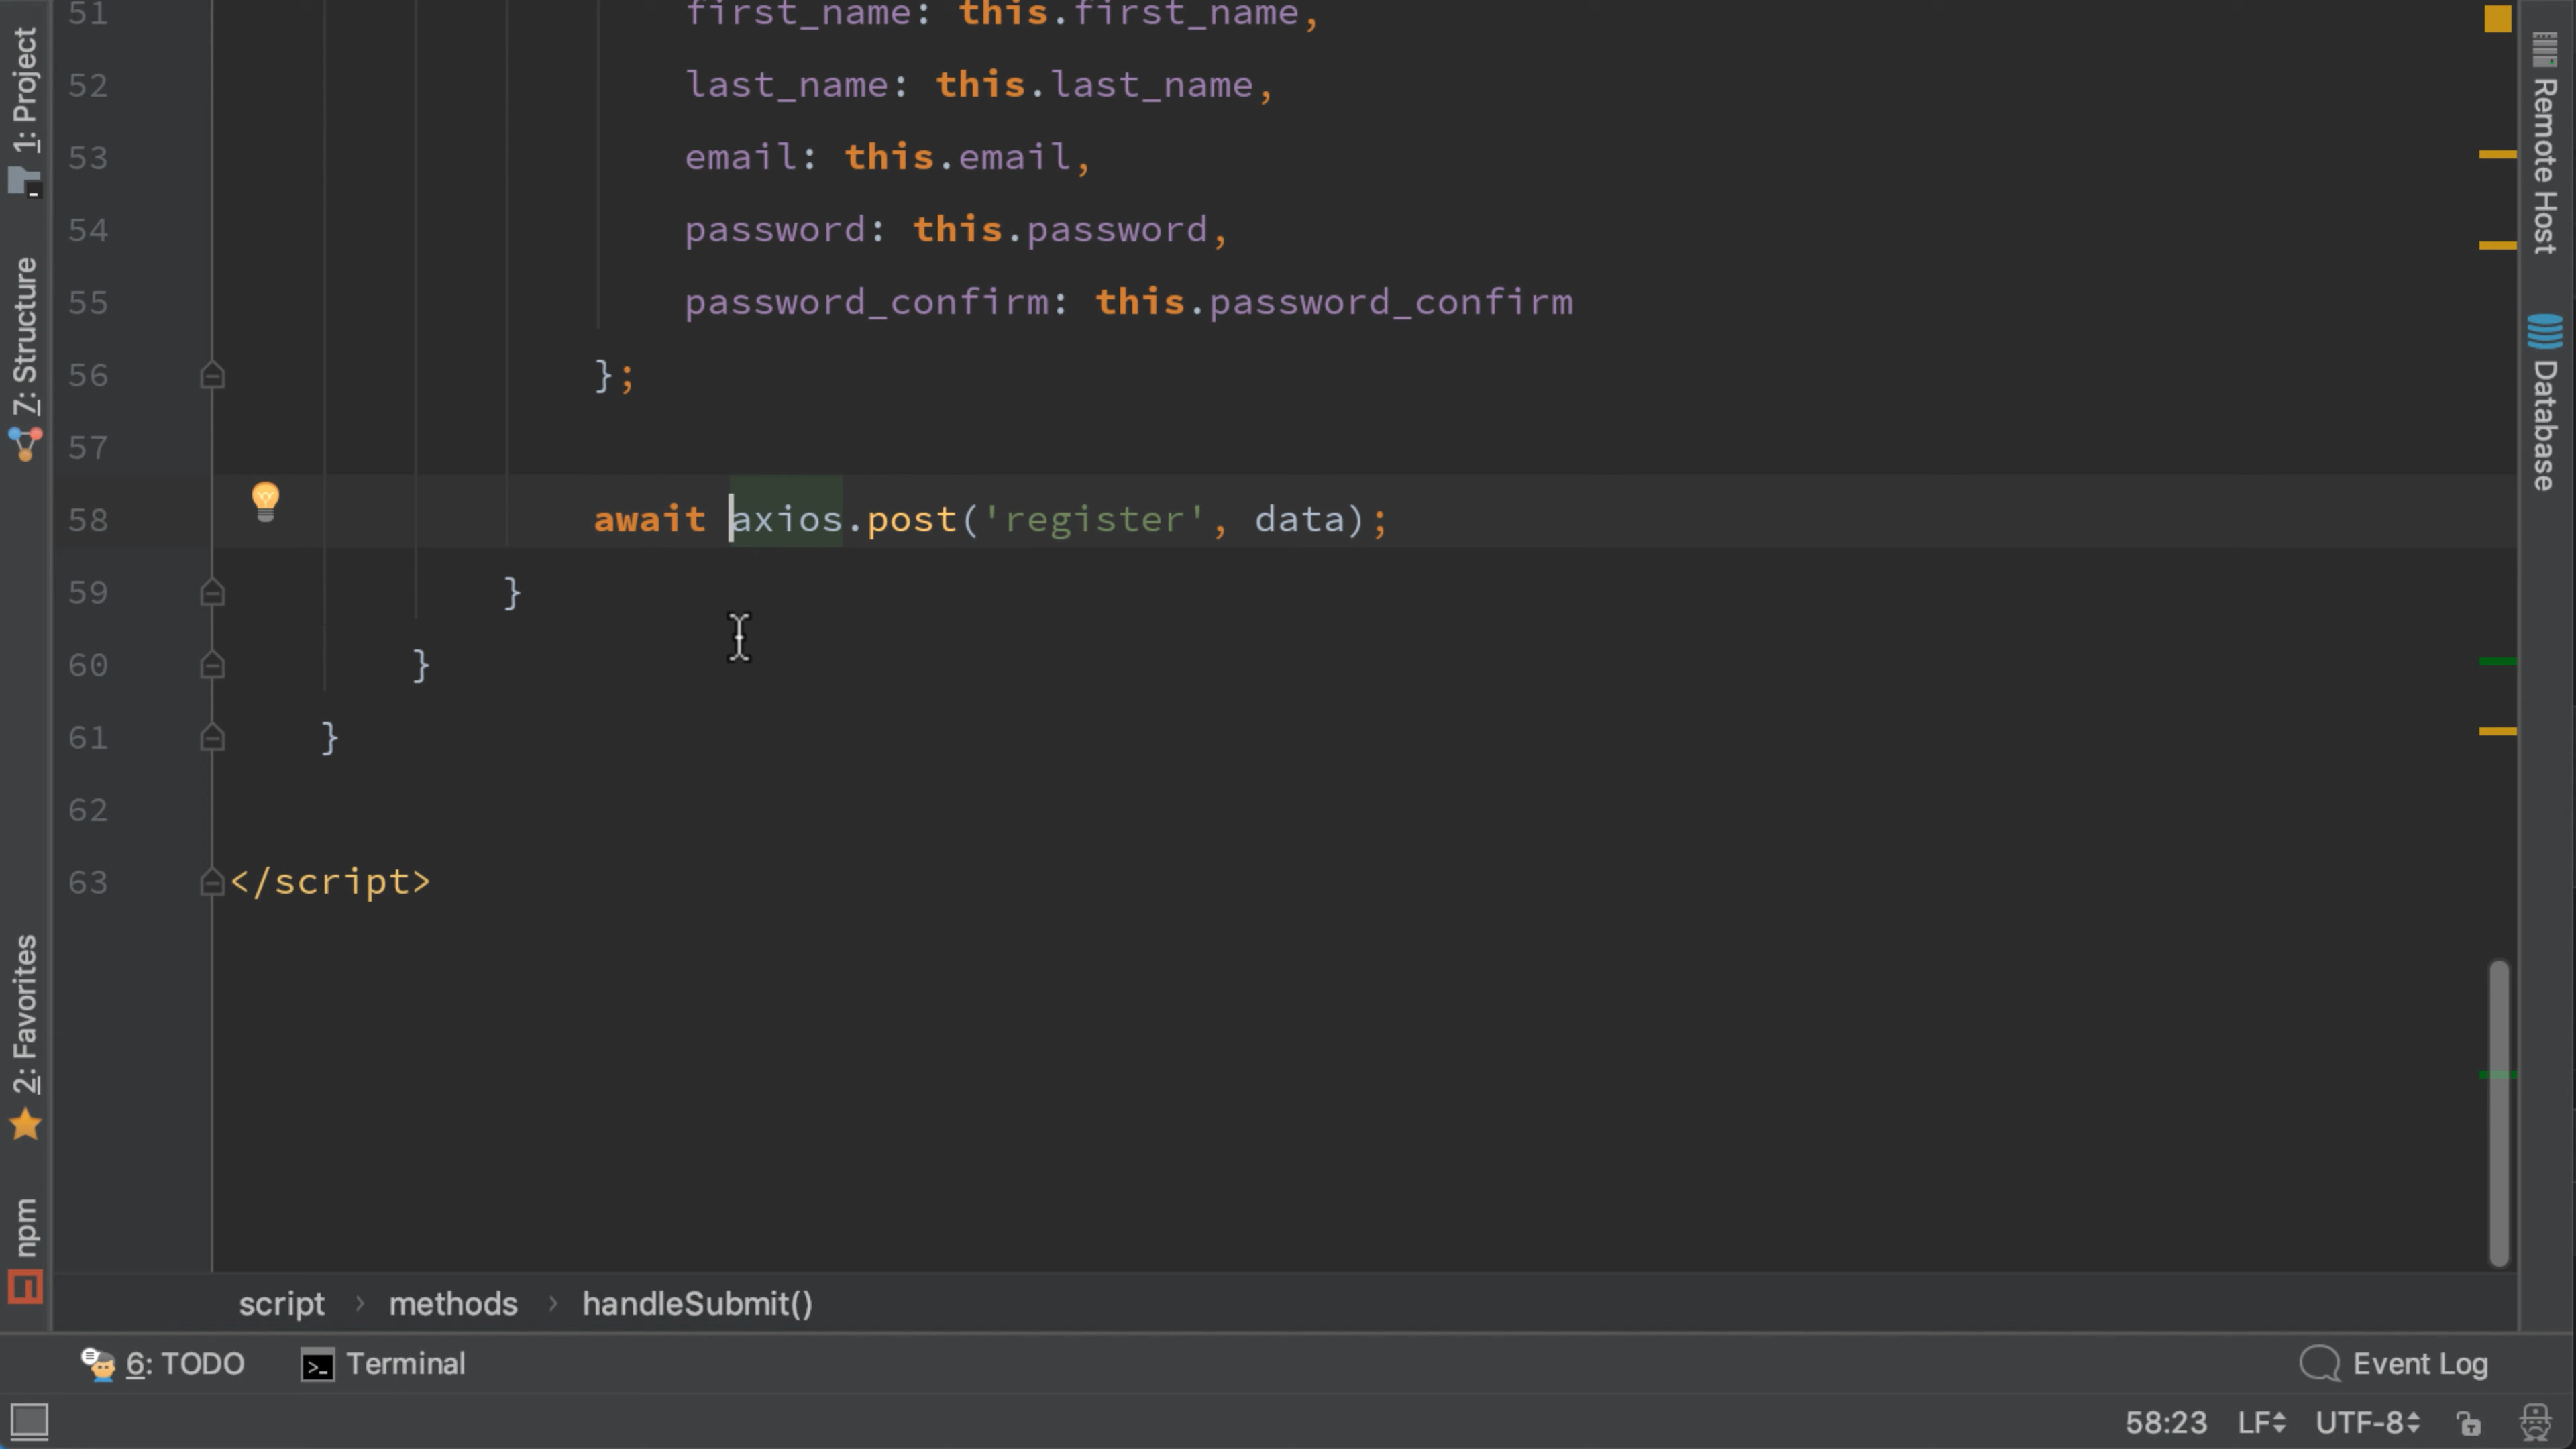 51 first_name: this.first_name,
52 last_name: this.last_name,
53 email: this.email,
54 password: this.password,
55 password_confirm: this.password_confirm
56 };
57
58 await axios.post('register', data);
59 }
60 }
61 }
62
63 </script>
1: Project
7: Structure
2: Favorites
npm
Remote Host
Database
script › methods › handleSubmit()
6: TODO
Terminal
Event Log
58:23
LF
UTF-8